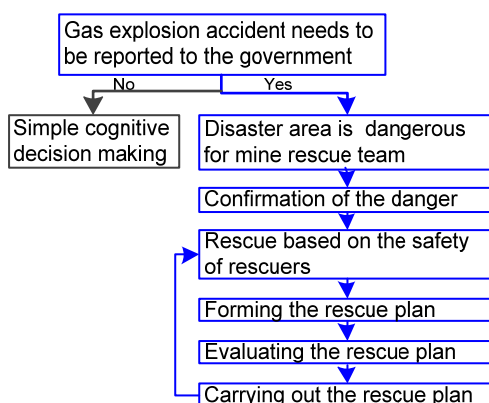 Gas explosion accident needs to
be reported to the government
No
Yes
Simple cognitive
decision making
Disaster area is dangerous
for mine rescue team
Confirmation of the danger
Rescue based on the safety
of rescuers
Forming the rescue plan
Evaluating the rescue plan
Carrying out the rescue plan